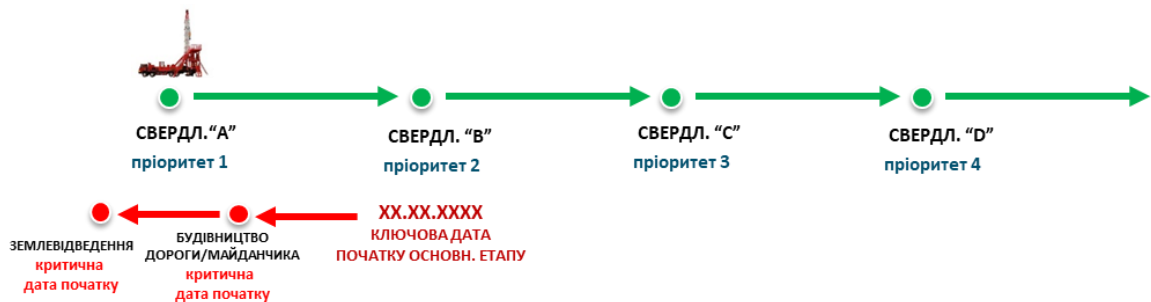 СВЕРДЛ.“А”
пріоритет 1
СВЕРДЛ. “В”
пріоритет 2
СВЕРДЛ. “С”
пріоритет 3
СВЕРДЛ. “D”
пріоритет 4
ЗЕМЛЕВІДВЕДЕННЯ
критична
дата початку
БУДІВНИЦТВО
ДОРОГИ/МАЙДАНЧИКА
критична
дата початку
ХХ.ХХ.ХХХХ
КЛЮЧОВА ДАТА
ПОЧАТКУ ОСНОВН. ЕТАПУ